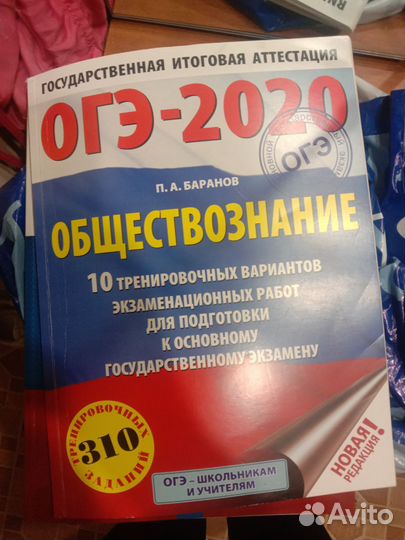 ГОСУДАРСТВЕННАЯ ИТОГОВАЯ АТТЕСТАЦИЯ
ОГЭ-2020
ОГЭ
П. А. БАРАНОВ
ОБЩЕСТВОЗНАНИЕ
10 ТРЕНИРОВОЧНЫХ ВАРИАНТОВ
ЭКЗАМЕНАЦИОННЫХ РАБОТ
ДЛЯ ПОДГОТОВКИ
К ОСНОВНОМУ
ГОСУДАРСТВЕННОМУ ЭКЗАМЕНУ
ТРЕНИРОВОЧНЫХ
310
ЗАДАНИЙ
НОВАЯ
РЕДАКЦИЯ!
ОГЭ – ШКОЛЬНИКАМ
И УЧИТЕЛЯМ
Avito